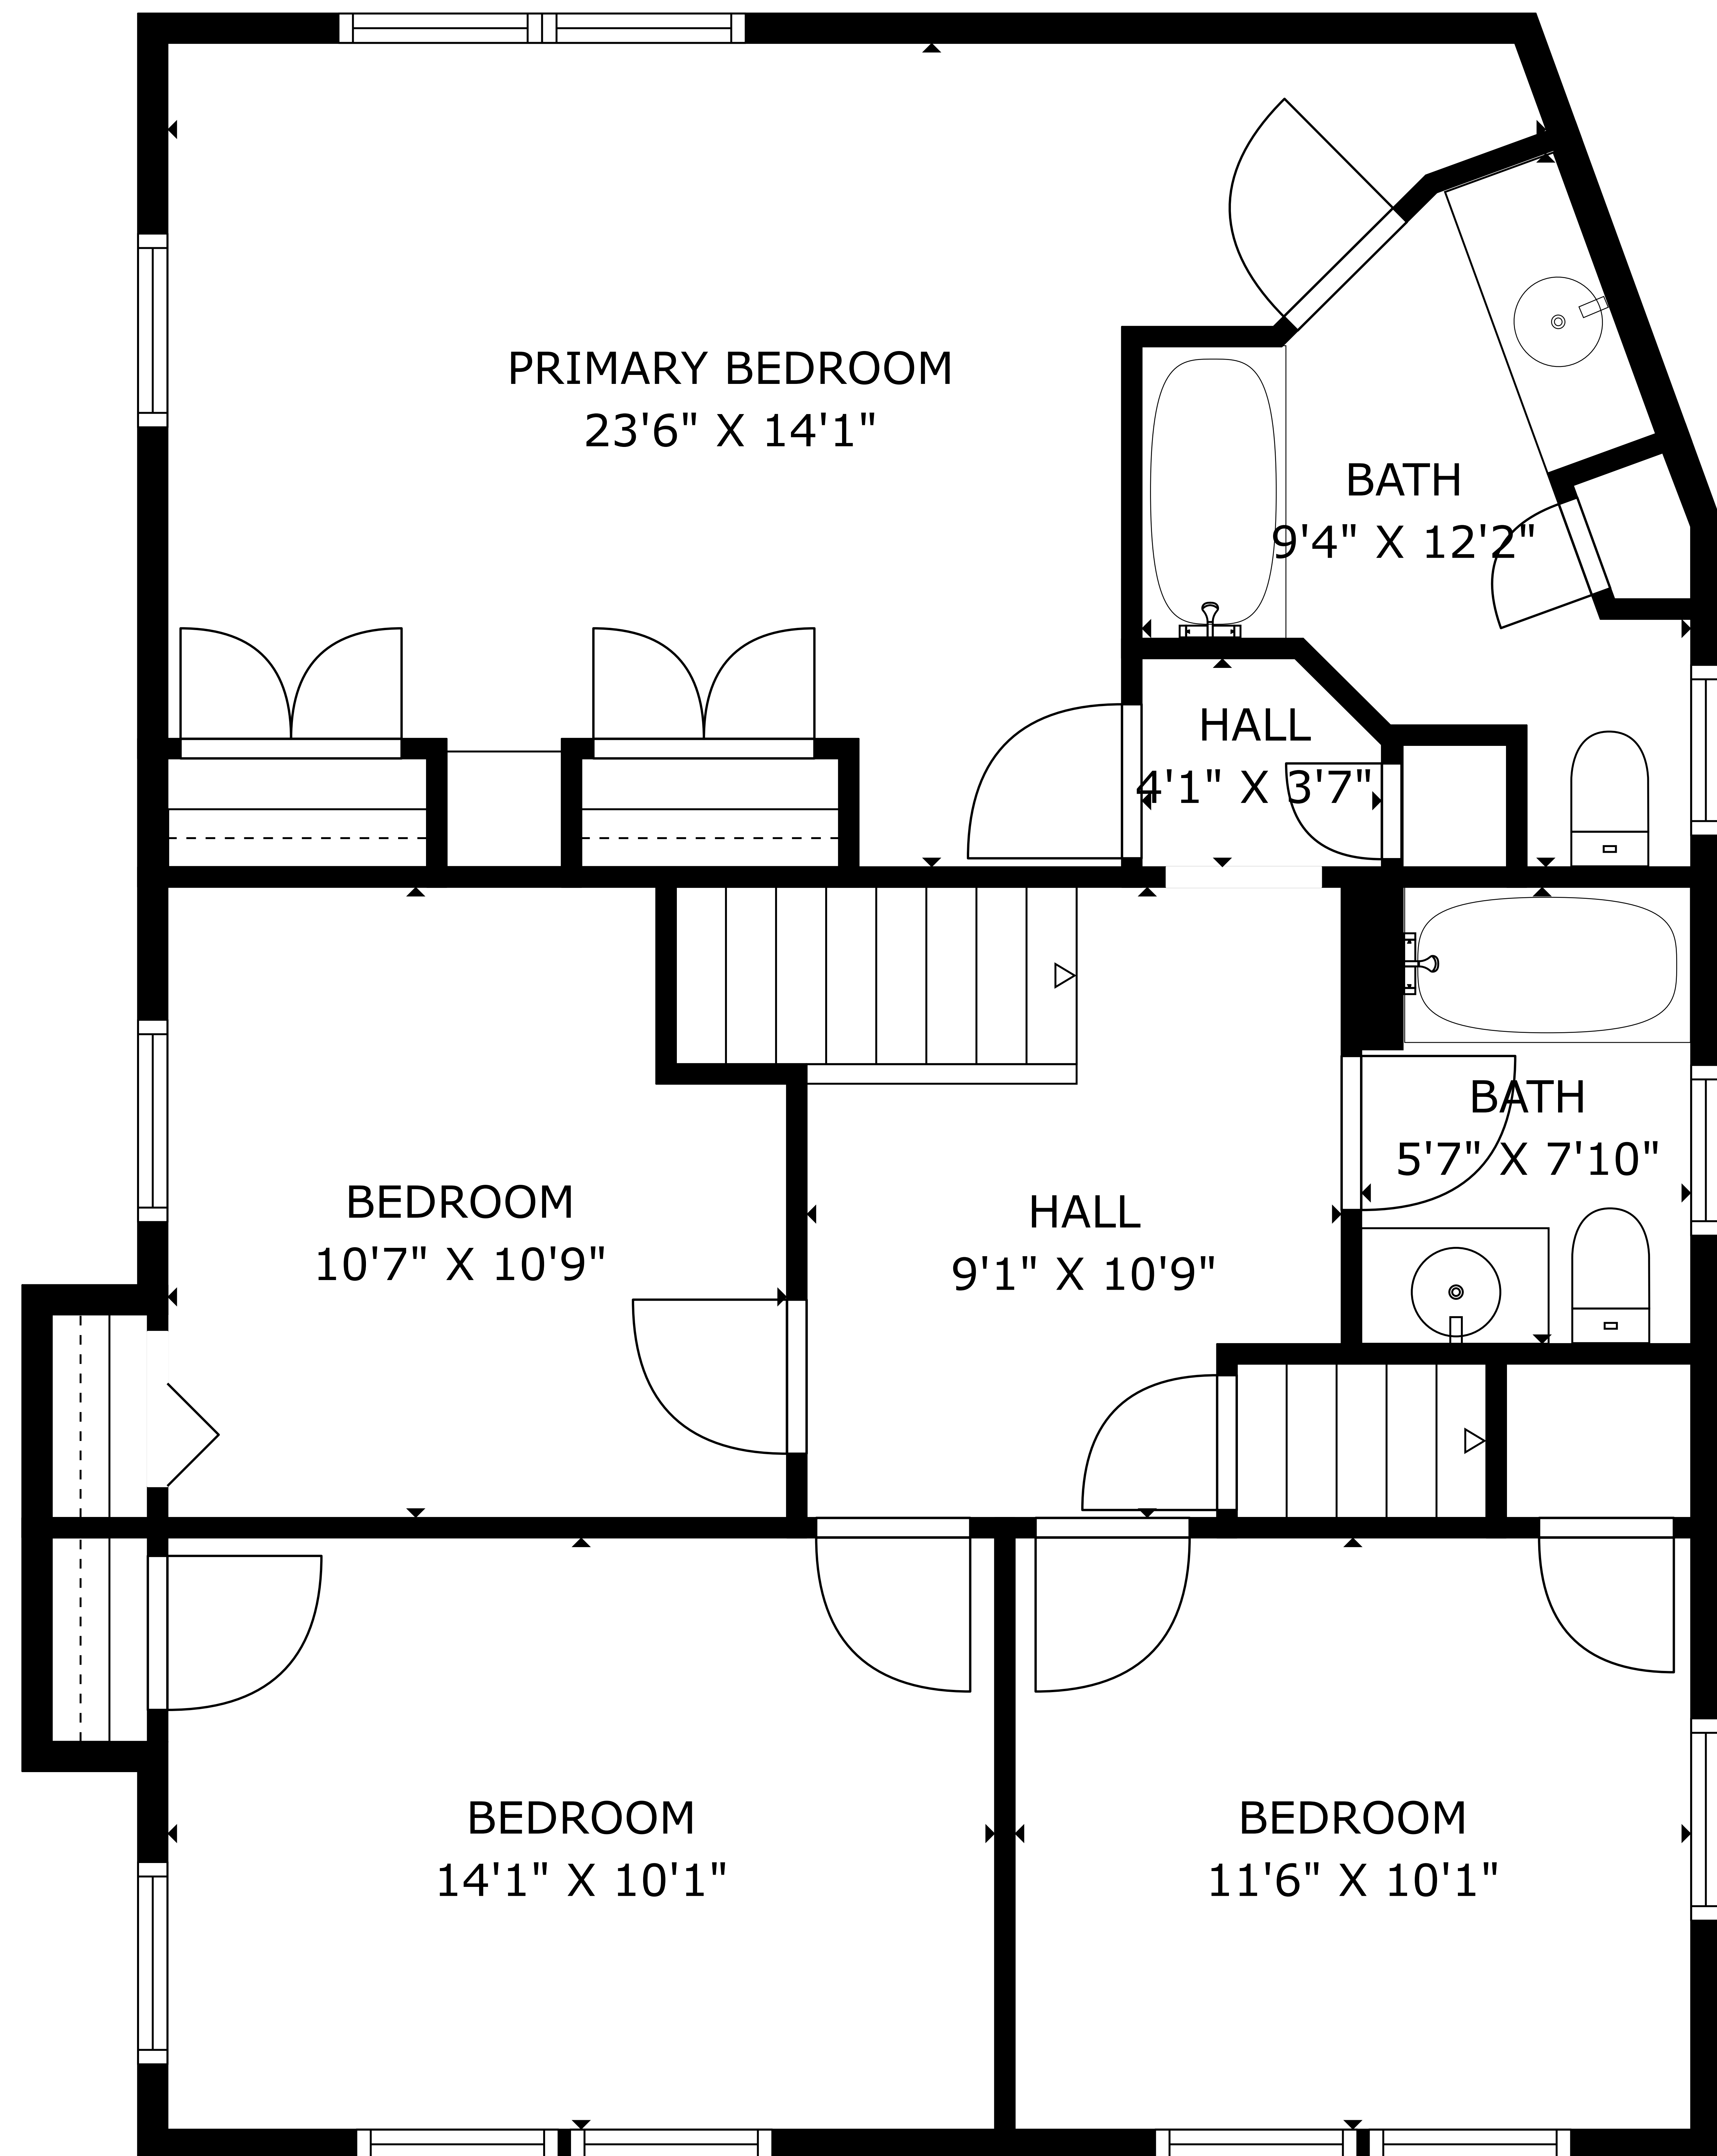 PRIMARY BEDROOM
23'6" X 14'1"
BATH
9'4" X 12'2"
HALL
4'1" X 3'7"
BATH
5'7" X 7'10"
BEDROOM
10'7" X 10'9"
HALL
9'1" X 10'9"
BEDROOM
14'1" X 10'1"
BEDROOM
11'6" X 10'1"